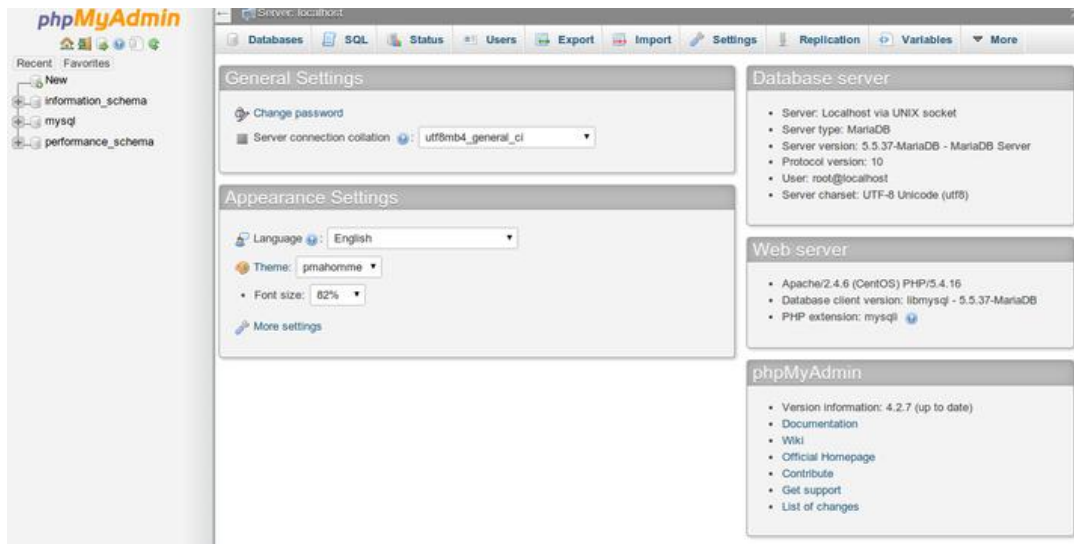 phpMyAdmin
Recent Favorites
New
information_schema
mysql
performance_schema
Server: localhost
Databases SQL Status Users Export Import Settings Replication Variables More
General Settings
Change password
Server connection collation : utf8mb4_general_ci
Appearance Settings
Language : English
Theme: pmahomme
Font size: 82%
More settings
Database server
Server: Localhost via UNIX socket
Server type: MariaDB
Server version: 5.5.37-MariaDB - MariaDB Server
Protocol version: 10
User: root@localhost
Server charset: UTF-8 Unicode (utf8)
Web server
Apache/2.4.6 (CentOS) PHP/5.4.16
Database client version: libmysql - 5.5.37-MariaDB
PHP extension: mysqli
phpMyAdmin
Version information: 4.2.7 (up to date)
Documentation
Wiki
Official Homepage
Contribute
Get support
List of changes